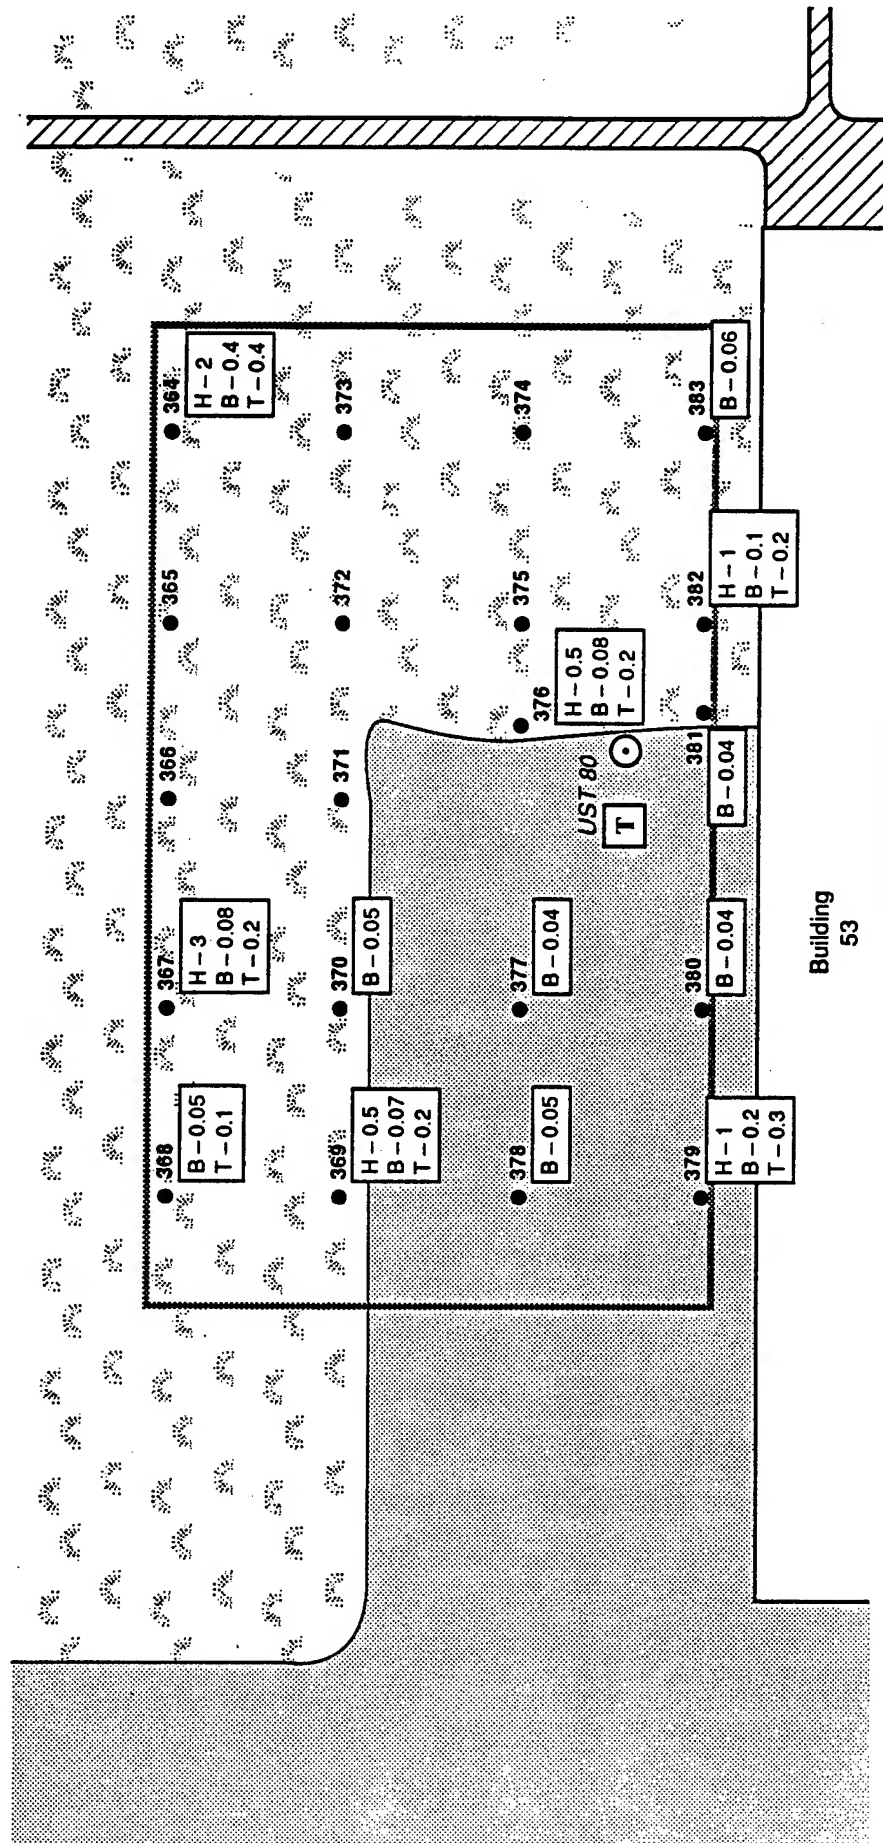 368
B – 0.05
T – 0.1
367
H – 3
B – 0.08
T – 0.2
366
365
364
H – 2
B – 0.4
T – 0.4
369
H – 0.5
B – 0.07
T – 0.2
370
B – 0.05
371
372
373
378
B – 0.05
377
B – 0.04
376
H – 0.5
B – 0.08
T – 0.2
375
374
UST 80
T
379
H – 1
B – 0.2
T – 0.3
380
B – 0.04
381
B – 0.04
382
H – 1
B – 0.1
T – 0.2
383
B – 0.06
Building
53